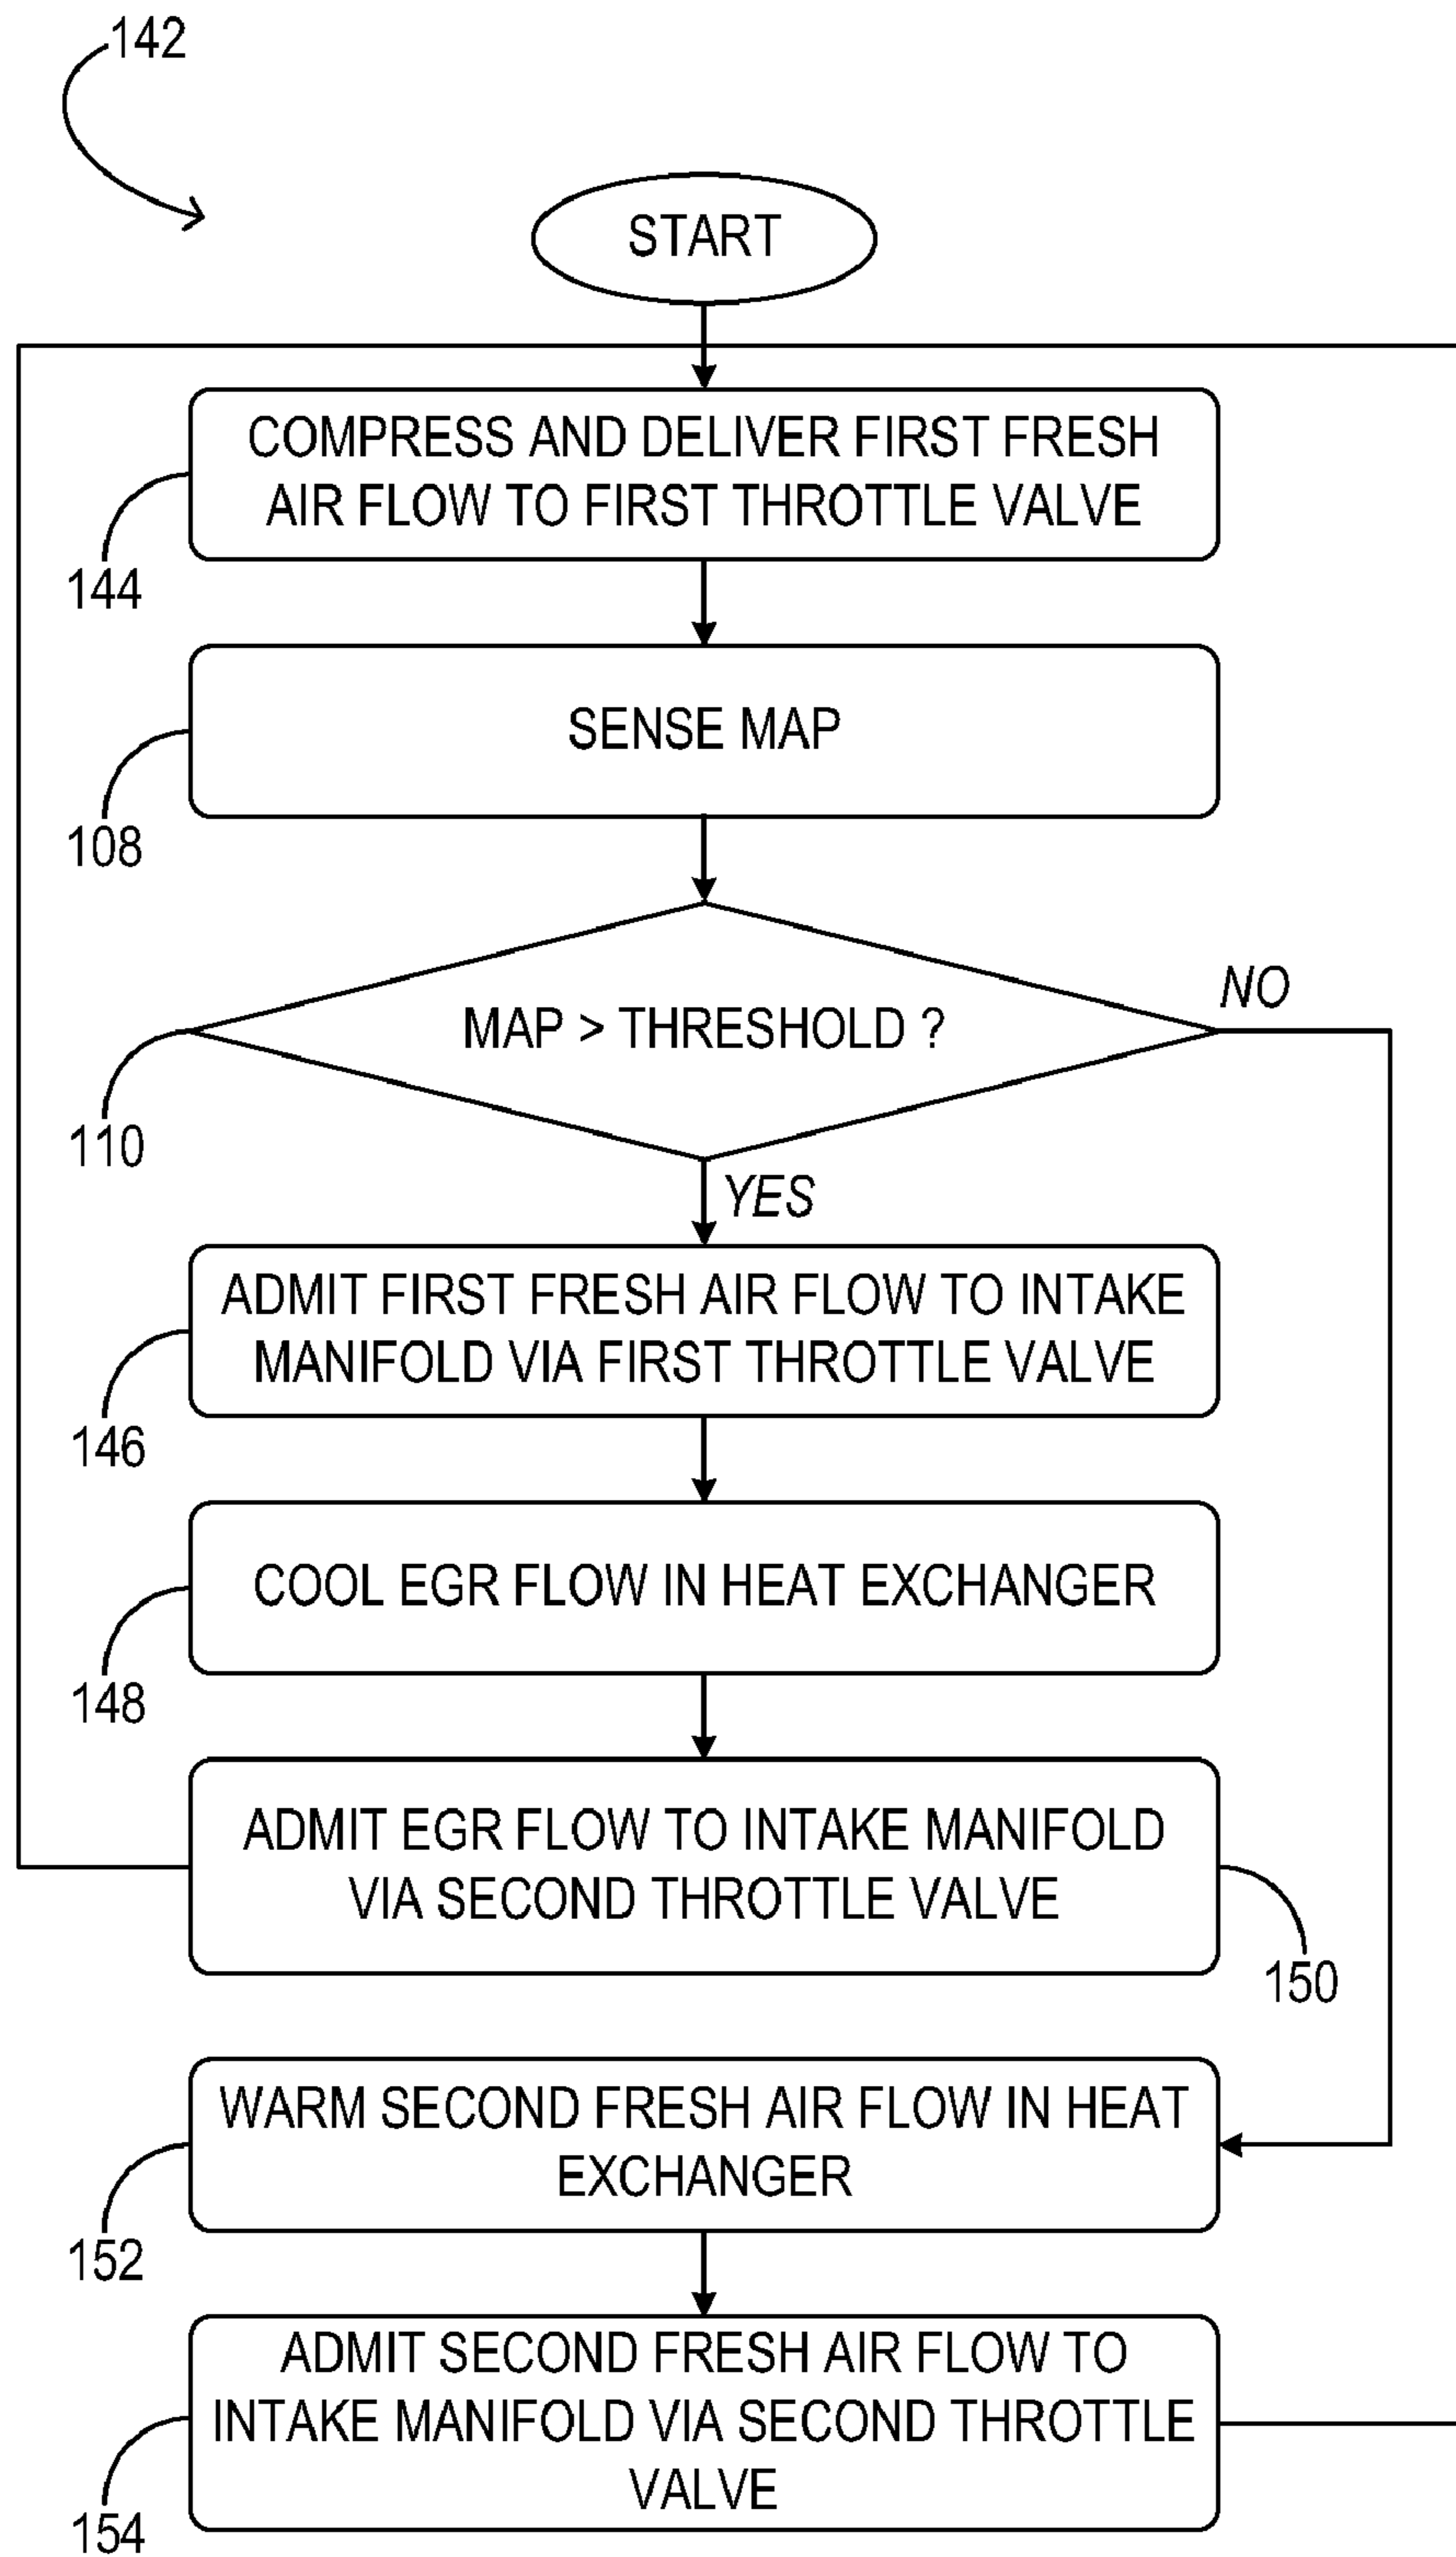 142
START
COMPRESS AND DELIVER FIRST FRESH
AIR FLOW TO FIRST THROTTLE VALVE
144
SENSE MAP
108
NO
MAP > THRESHOLD ?
110
YES
ADMIT FIRST FRESH AIR FLOW TO INTAKE
MANIFOLD VIA FIRST THROTTLE VALVE
146
COOL EGR FLOW IN HEAT EXCHANGER
148
ADMIT EGR FLOW TO INTAKE MANIFOLD
VIA SECOND THROTTLE VALVE
150
WARM SECOND FRESH AIR FLOW IN HEAT
EXCHANGER
152
ADMIT SECOND FRESH AIR FLOW TO
INTAKE MANIFOLD VIA SECOND THROTTLE
VALVE
154